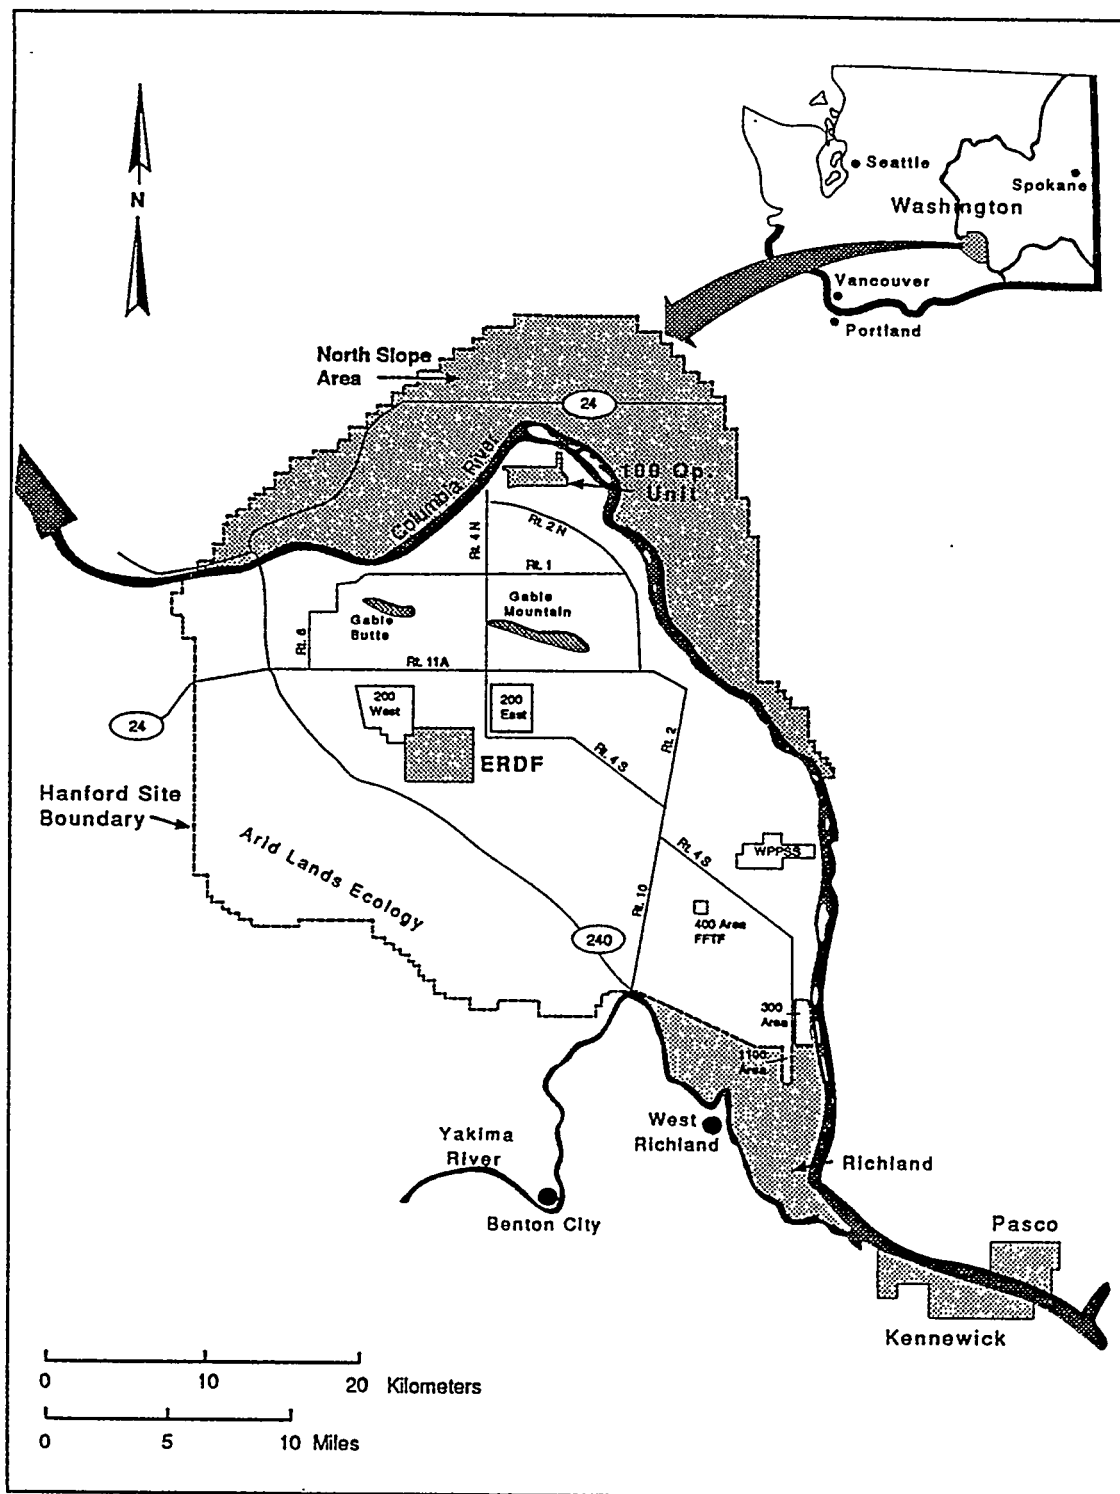 N
Seattle
Spokane
Washington
Vancouver
Portland
North Slope
Area
24
Columbia River
100 Op.
Unit
Rt. 4 N
Rt. 2 N
Rt. 1
Gable
Mountain
Gable
Butte
Rt. 6
Rt. 11A
200
West
200
East
24
ERDF
Rt. 2
Rt. 4 S
Hanford Site
Boundary
Arid Lands Ecology
Rt. 4 S
WPPSS
Rt. 10
400 Area
FFTF
240
300
Area
1100
Area
West
Richland
Yakima
River
Richland
Benton City
Pasco
Kennewick
0 10 20 Kilometers
0 5 10 Miles